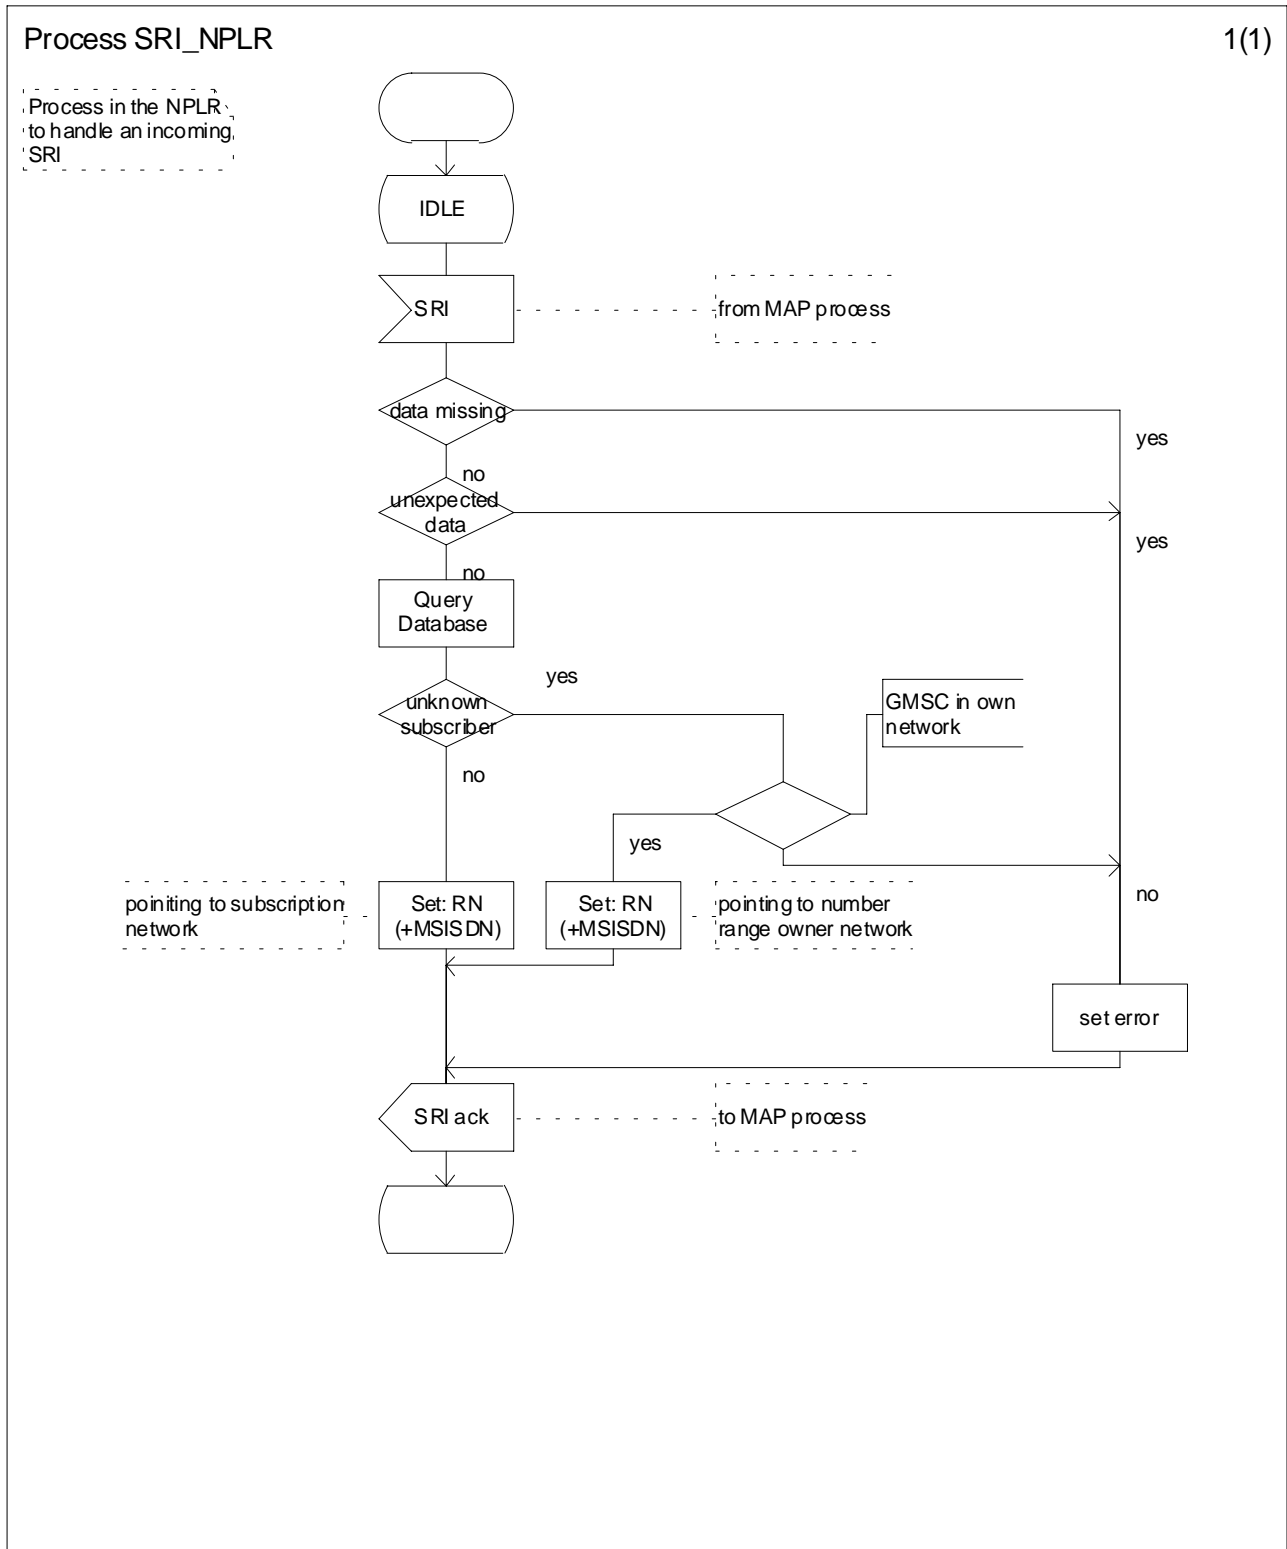 Process SRI_NPLR
1(1)
Process in the NPLR
to handle an incoming
SRI
IDLE
SRI
from MAP process
data missing
yes
no
unexpected
data
yes
no
Query
Database
yes
unknown
subscriber
GMSC in own
network
no
yes
no
pointing to subscription
network
Set: RN
(+MSISDN)
Set: RN
(+MSISDN)
pointing to number
range owner network
set error
SRI ack
to MAP process